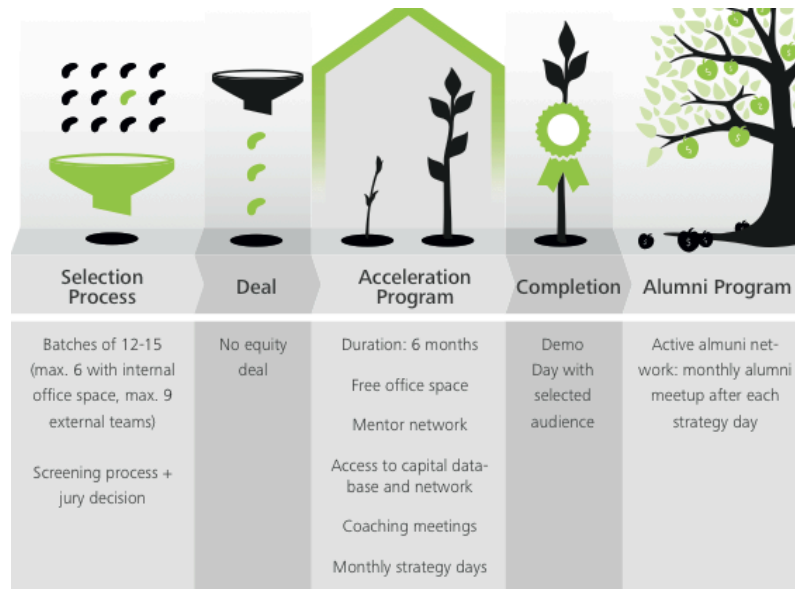 Selection
Process
Deal
Acceleration
Program
Completion
Alumni Program
Batches of 12-15
(max. 6 with internal
office space, max. 9
external teams)
Screening process +
jury decision
No equity
deal
Duration: 6 months
Free office space
Mentor network
Access to capital data-
base and network
Coaching meetings
Monthly strategy days
Demo
Day with
selected
audience
Active almuni net-
work: monthly alumni
meetup after each
strategy day